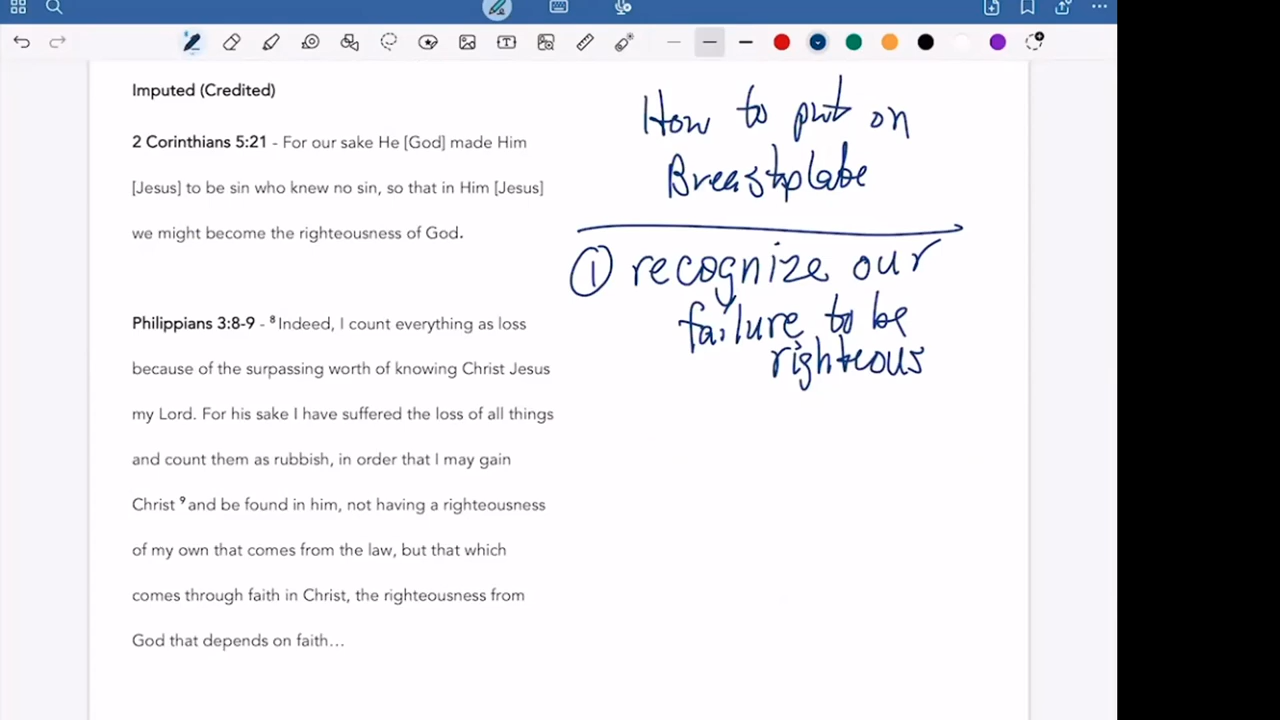 Imputed (Credited)
2 Corinthians 5:21 - For our sake He [God] made Him
[Jesus] to be sin who knew no sin, so that in Him [Jesus]
we might become the righteousness of God.
Philippians 3:8-9 - ⁸ Indeed, I count everything as loss
because of the surpassing worth of knowing Christ Jesus
my Lord. For his sake I have suffered the loss of all things
and count them as rubbish, in order that I may gain
Christ ⁹ and be found in him, not having a righteousness
of my own that comes from the law, but that which
comes through faith in Christ, the righteousness from
God that depends on faith…
How to put on
Breastplate
① recognize our
failure to be
righteous